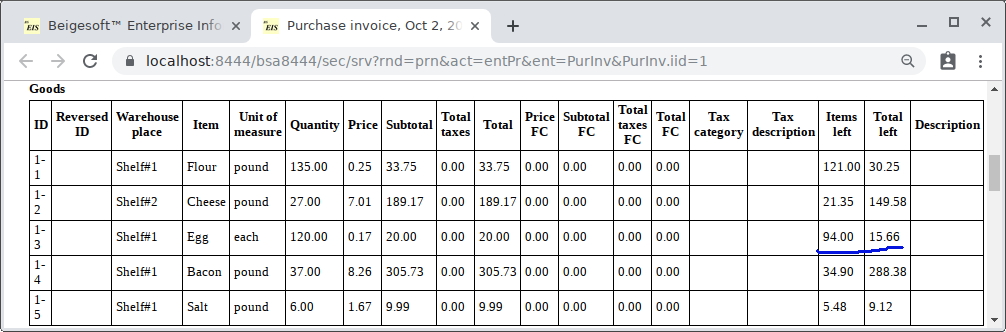 EIS Beigesoft™ Enterprise Info
EIS Purchase invoice, Oct 2, 20
localhost:8444/bsa8444/sec/srv?rnd=prn&act=entPr&ent=PurInv&PurInv.iid=1
Goods
ID Reversed ID Warehouse place Item Unit of measure Quantity Price Subtotal Total taxes Total Price FC Subtotal FC Total taxes FC Total FC Tax category Tax description Items left Total left Description
1-1 Shelf#1 Flour pound 135.00 0.25 33.75 0.00 33.75 0.00 0.00 0.00 0.00 121.00 30.25
1-2 Shelf#2 Cheese pound 27.00 7.01 189.17 0.00 189.17 0.00 0.00 0.00 0.00 21.35 149.58
1-3 Shelf#1 Egg each 120.00 0.17 20.00 0.00 20.00 0.00 0.00 0.00 0.00 94.00 15.66
1-4 Shelf#1 Bacon pound 37.00 8.26 305.73 0.00 305.73 0.00 0.00 0.00 0.00 34.90 288.38
1-5 Shelf#1 Salt pound 6.00 1.67 9.99 0.00 9.99 0.00 0.00 0.00 0.00 5.48 9.12